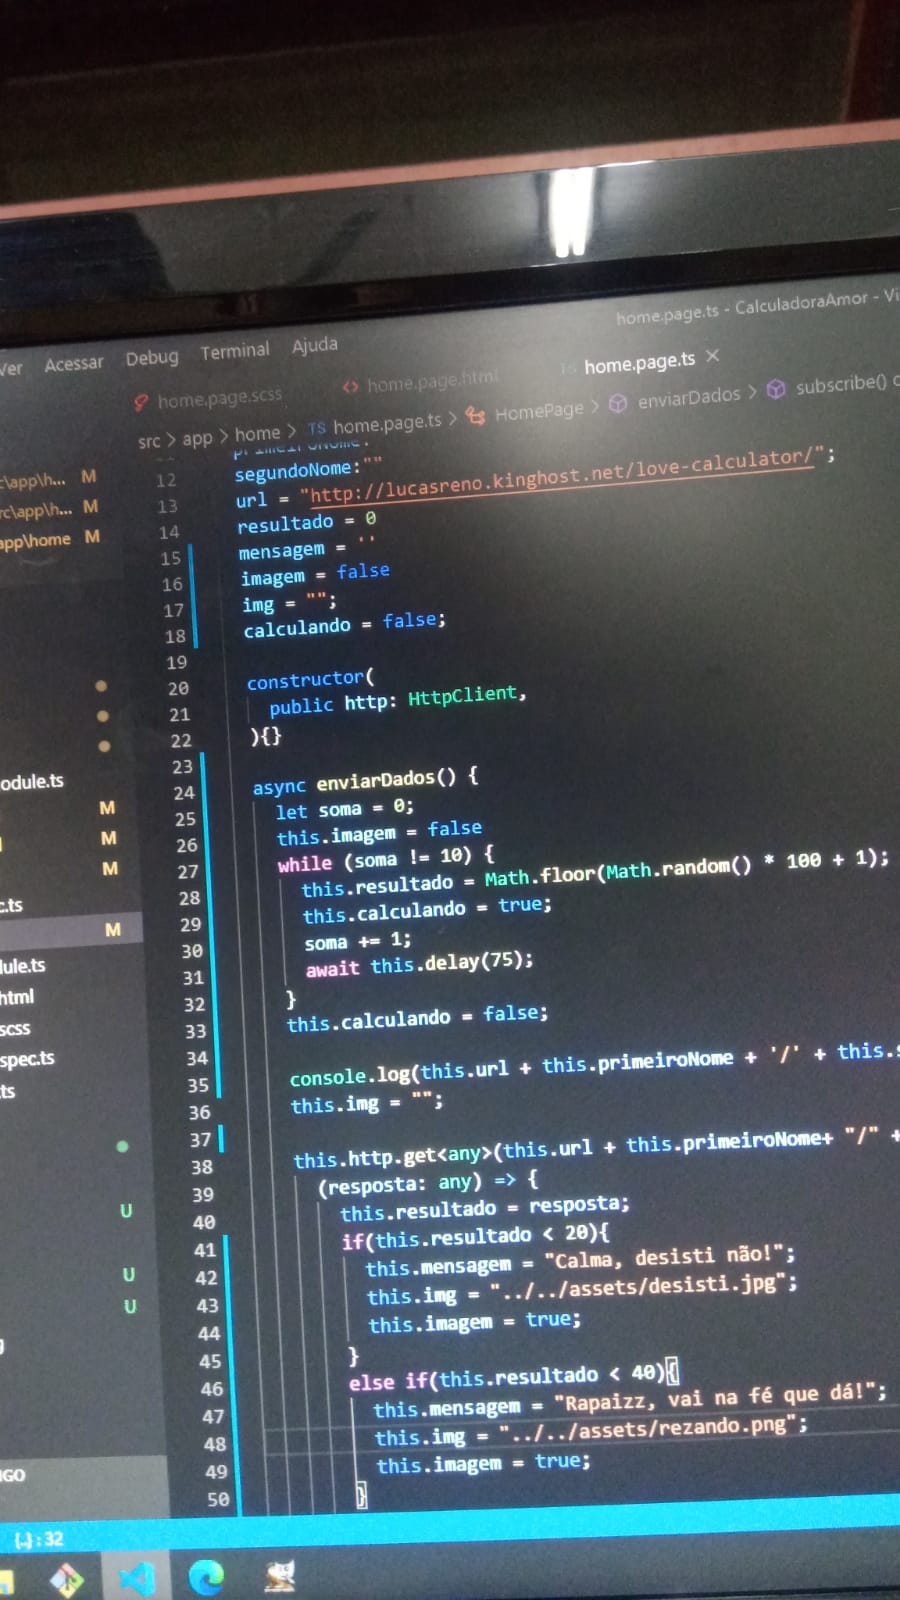 home.page.ts - CalculadoraAmor - Vi
Ver Acessar Debug Terminal Ajuda
home.page.scss <> home.page.html TS home.page.ts ×
src > app > home > TS home.page.ts > HomePage > enviarDados > subscribe()
c\app\h... M
rc\app\h... M
app\home M
odule.ts
M
M
M
c.ts
M
dule.ts
html
scss
spec.ts
ts
U
U
U
IGO
12 segundoNome:""
13 url = "http://lucasreno.kinghost.net/love-calculator/";
14 resultado = 0
15 mensagem = ''
16 imagem = false
17 img = "";
18 calculando = false;
19
20 constructor(
21 public http: HttpClient,
22 ){}
23
24 async enviarDados() {
25 let soma = 0;
26 this.imagem = false
27 while (soma != 10) {
28 this.resultado = Math.floor(Math.random() * 100 + 1);
29 this.calculando = true;
30 soma += 1;
31 await this.delay(75);
32 }
33 this.calculando = false;
34
35 console.log(this.url + this.primeiroNome + '/' + this.s
36 this.img = "";
37
38 this.http.get<any>(this.url + this.primeiroNome+ "/" +
39 (resposta: any) => {
40 this.resultado = resposta;
41 if(this.resultado < 20){
42 this.mensagem = "Calma, desisti não!";
43 this.img = "../../assets/desisti.jpg";
44 this.imagem = true;
45 }
46 else if(this.resultado < 40){
47 this.mensagem = "Rapaizz, vai na fé que dá!";
48 this.img = "../../assets/rezando.png";
49 this.imagem = true;
50 }
{..} : 32